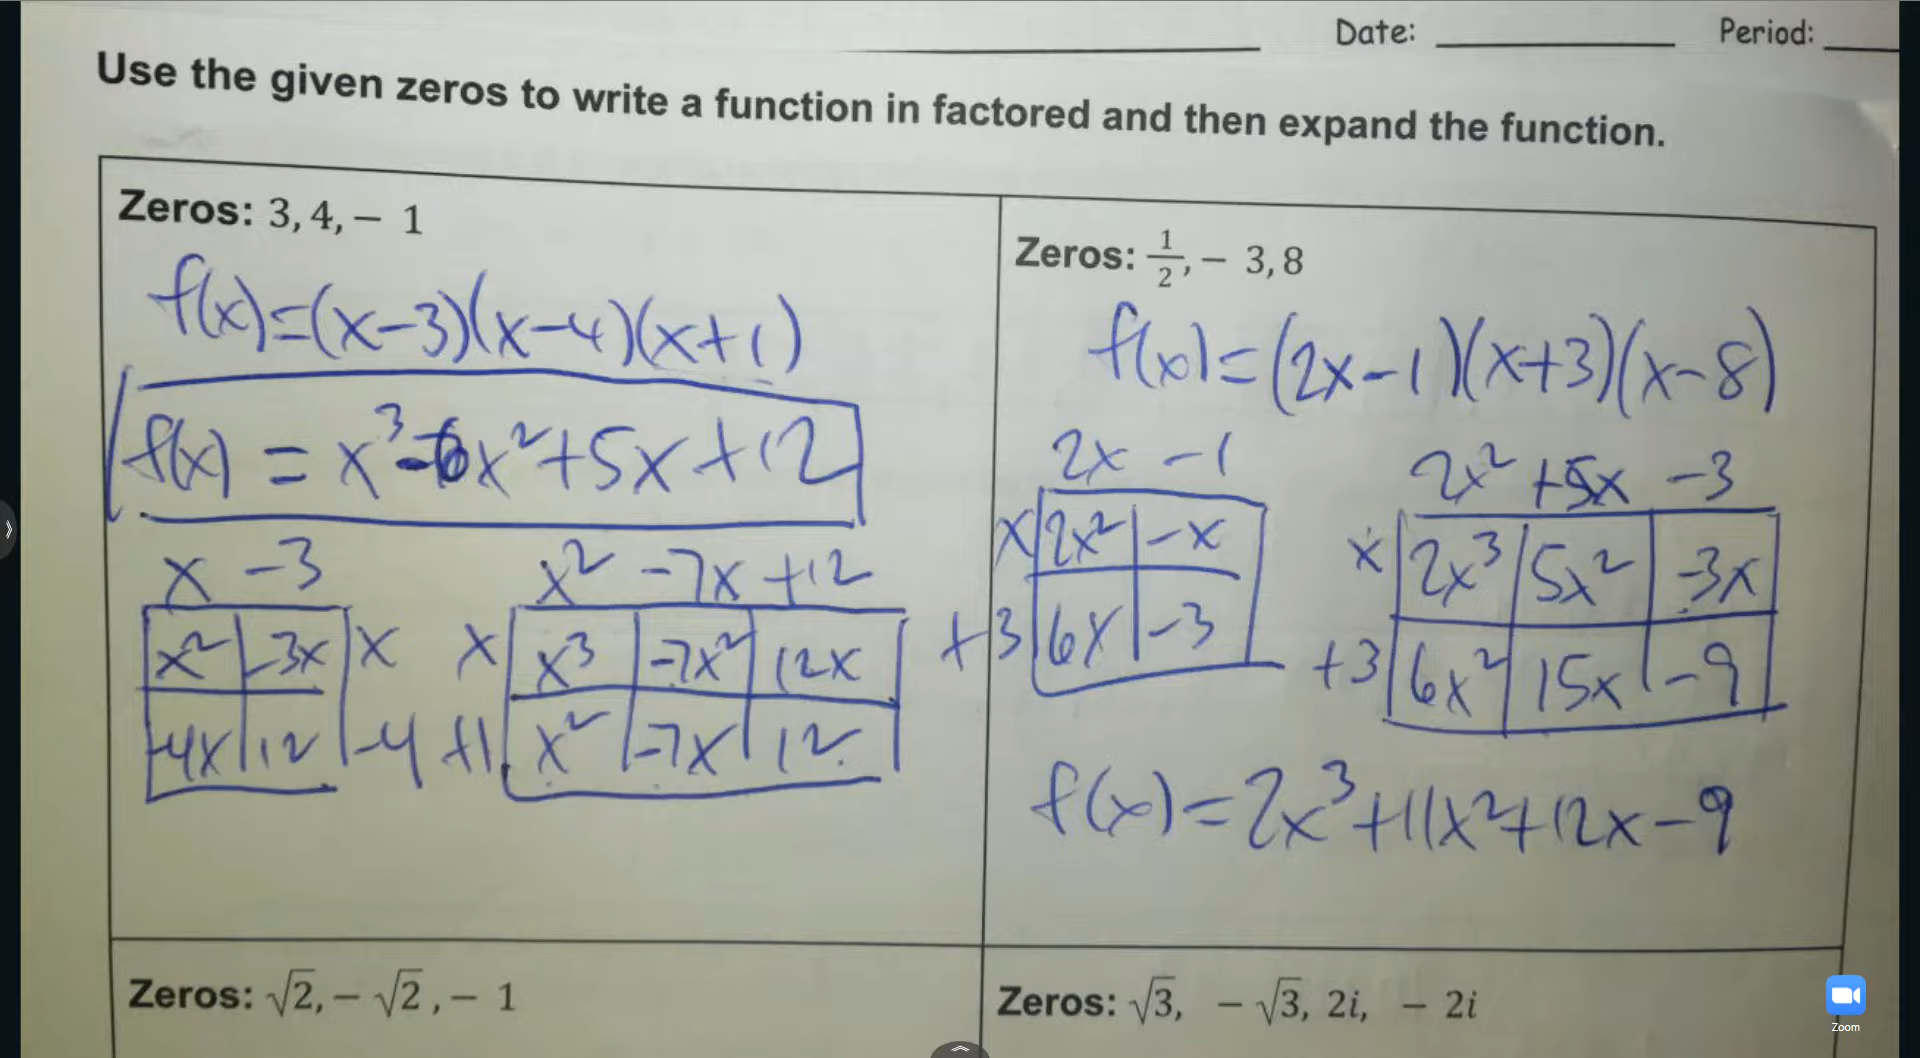 Date: Period:
Use the given zeros to write a function in factored and then expand the function.
Zeros: 3, 4, − 1
f(x)=(x−3)(x−4)(x+1)
f(x) = x³−6x²+5x+12
x −3
x² −3x x
−4x 12 −4
x² −7x +12
x x³ −7x² 12x
+1 x² −7x 12
Zeros: 1/2, − 3, 8
f(x)=(2x−1)(x+3)(x−8)
2x −1
x 2x² −x
+3 6x −3
2x² +5x −3
x 2x³ 5x² −3x
+3 6x² 15x −9
f(x)=2x³+11x²+12x−9
Zeros: √2, − √2, − 1
Zeros: √3, − √3, 2i, − 2i
Zoom